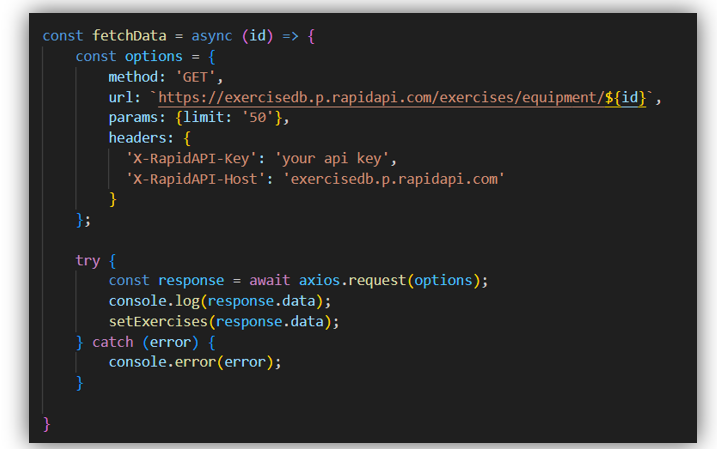 const fetchData = async (id) => {
    const options = {
        method: 'GET',
        url: `https://exercisedb.p.rapidapi.com/exercises/equipment/${id}`,
        params: {limit: '50'},
        headers: {
          'X-RapidAPI-Key': 'your api key',
          'X-RapidAPI-Host': 'exercisedb.p.rapidapi.com'
        }
    };

    try {
        const response = await axios.request(options);
        console.log(response.data);
        setExercises(response.data);
    } catch (error) {
        console.error(error);
    }

}